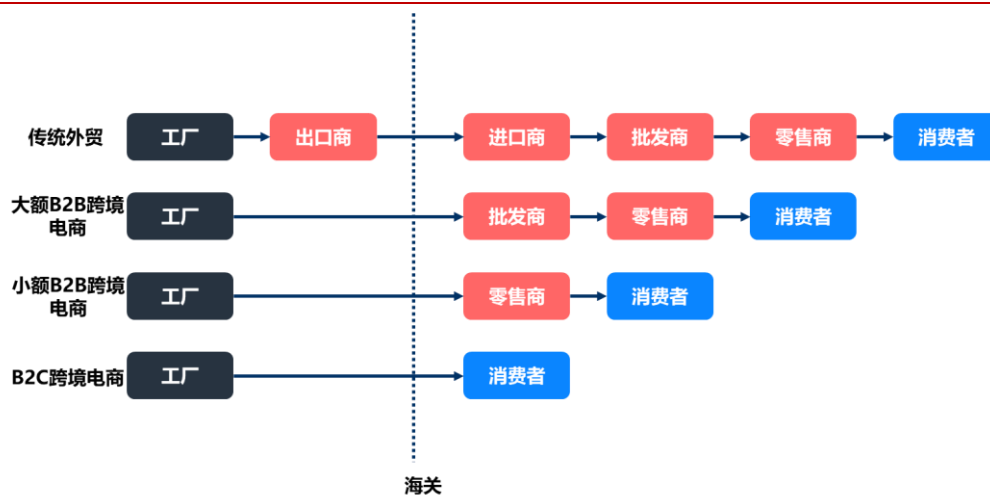 传统外贸 工厂 出口商 进口商 批发商 零售商 消费者
大额B2B跨境
电商 工厂 批发商 零售商 消费者
小额B2B跨境
电商 工厂 零售商 消费者
B2C跨境电商 工厂 消费者
海关